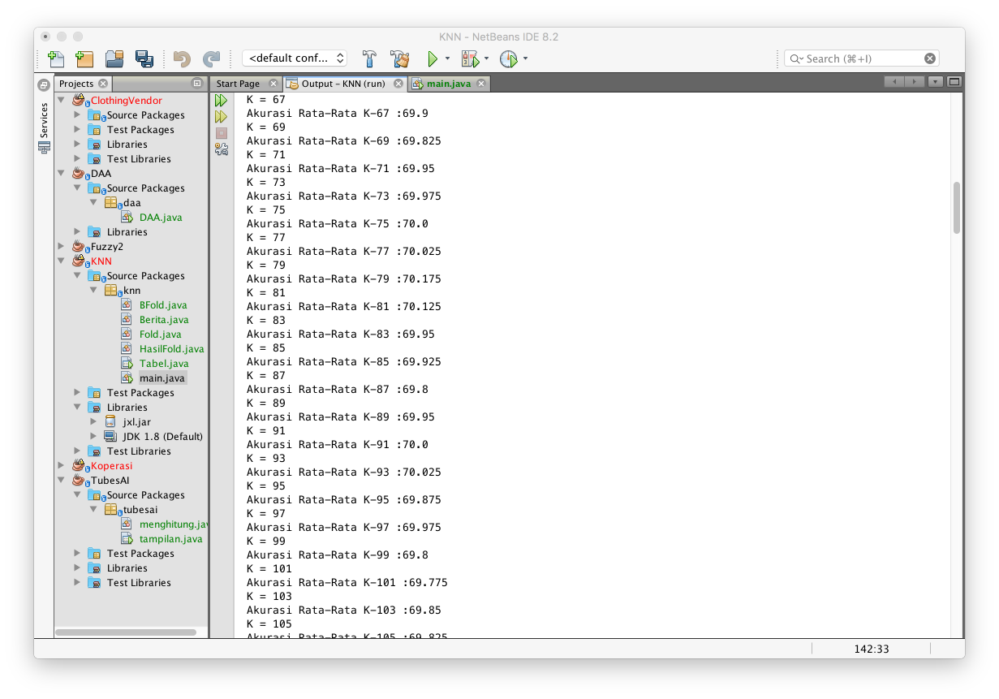 KNN - NetBeans IDE 8.2
<default conf...
Search (⌘+I)
Projects
Start Page
Output - KNN (run)
main.java
Services
ClothingVendor
Source Packages
Test Packages
Libraries
Test Libraries
DAA
Source Packages
daa
DAA.java
Libraries
Fuzzy2
KNN
Source Packages
knn
BFold.java
Berita.java
Fold.java
HasilFold.java
Tabel.java
main.java
Test Packages
Libraries
jxl.jar
JDK 1.8 (Default)
Test Libraries
Koperasi
TubesAI
Source Packages
tubesai
menghitung.jav
tampilan.java
Test Packages
Libraries
Test Libraries
K = 67
Akurasi Rata-Rata K-67 :69.9
K = 69
Akurasi Rata-Rata K-69 :69.825
K = 71
Akurasi Rata-Rata K-71 :69.95
K = 73
Akurasi Rata-Rata K-73 :69.975
K = 75
Akurasi Rata-Rata K-75 :70.0
K = 77
Akurasi Rata-Rata K-77 :70.025
K = 79
Akurasi Rata-Rata K-79 :70.175
K = 81
Akurasi Rata-Rata K-81 :70.125
K = 83
Akurasi Rata-Rata K-83 :69.95
K = 85
Akurasi Rata-Rata K-85 :69.925
K = 87
Akurasi Rata-Rata K-87 :69.8
K = 89
Akurasi Rata-Rata K-89 :69.95
K = 91
Akurasi Rata-Rata K-91 :70.0
K = 93
Akurasi Rata-Rata K-93 :70.025
K = 95
Akurasi Rata-Rata K-95 :69.875
K = 97
Akurasi Rata-Rata K-97 :69.975
K = 99
Akurasi Rata-Rata K-99 :69.8
K = 101
Akurasi Rata-Rata K-101 :69.775
K = 103
Akurasi Rata-Rata K-103 :69.85
K = 105
Akurasi Rata-Rata K-105 :69.825
142:33